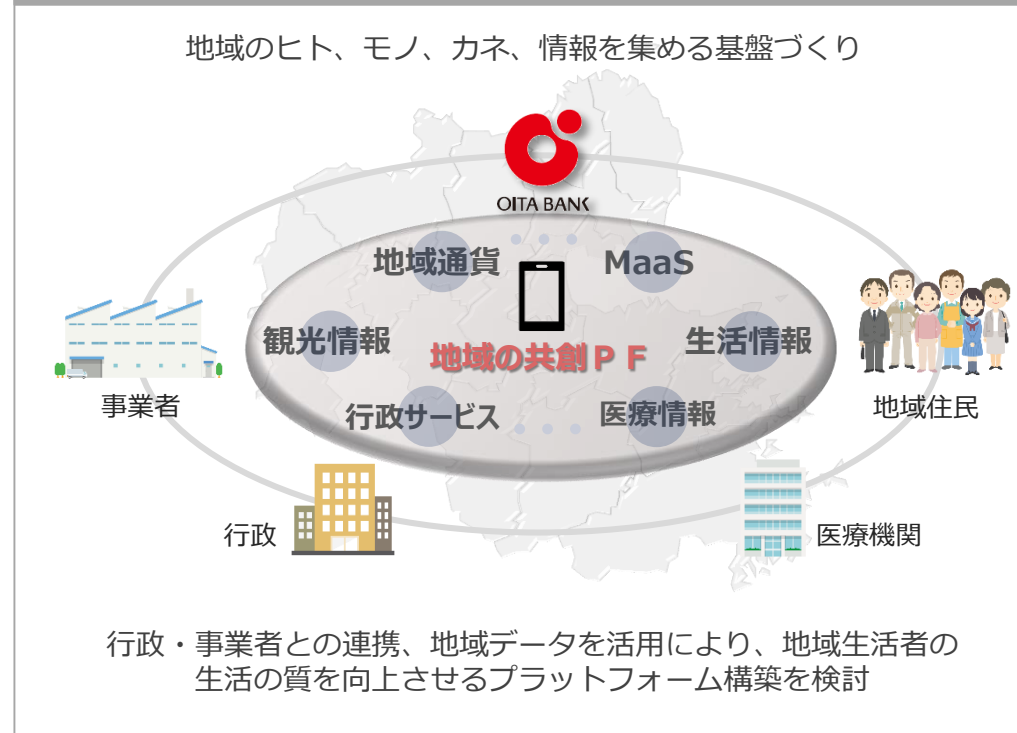 地域のヒト、モノ、カネ、情報を集める基盤づくり
OITA BANK
地域通貨
MaaS
観光情報
地域の共創ＰＦ
生活情報
行政サービス
医療情報
事業者
地域住民
行政
医療機関
行政・事業者との連携、地域データを活用により、地域生活者の
生活の質を向上させるプラットフォーム構築を検討